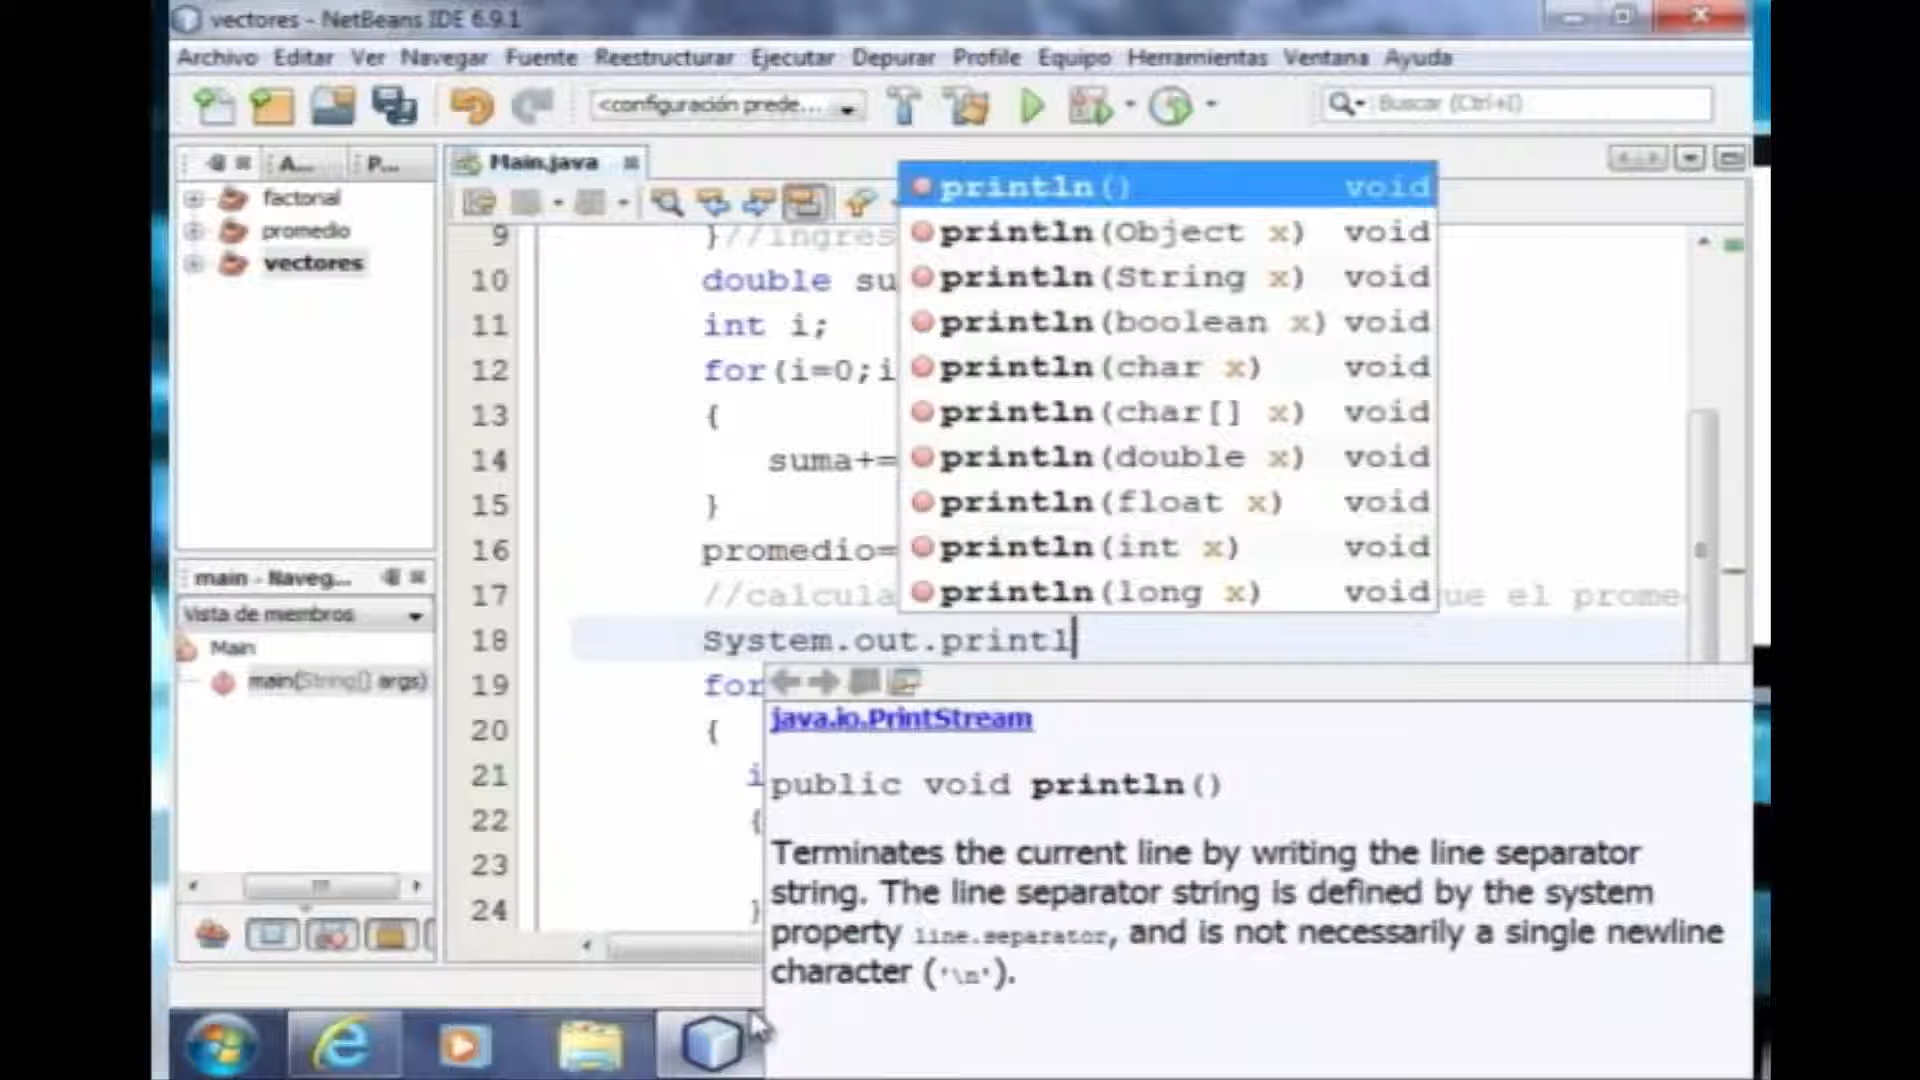 vectores - NetBeans IDE 6.9.1
Archivo Editar Ver Navegar Fuente Reestructurar Ejecutar Depurar Profile Equipo Herramientas Ventana Ayuda
<configuración prede...
Buscar (Ctrl+I)
A... P...
Main.java
factorial
promedio
vectores
main - Naveg...
Vista de miembros
Main
main(String[] args)
9 }//ingres
10 double su
11 int i;
12 for(i=0;i
13 {
14 suma+=
15 }
16 promedio=
17 //calcula ue el prome
18 System.out.printl
19 for
20 {
21 i
22 {
23
24 }
println() void
println(Object x) void
println(String x) void
println(boolean x) void
println(char x) void
println(char[] x) void
println(double x) void
println(float x) void
println(int x) void
println(long x) void
java.io.PrintStream
public void println()
Terminates the current line by writing the line separator
string. The line separator string is defined by the system
property line.separator, and is not necessarily a single newline
character ('\n').